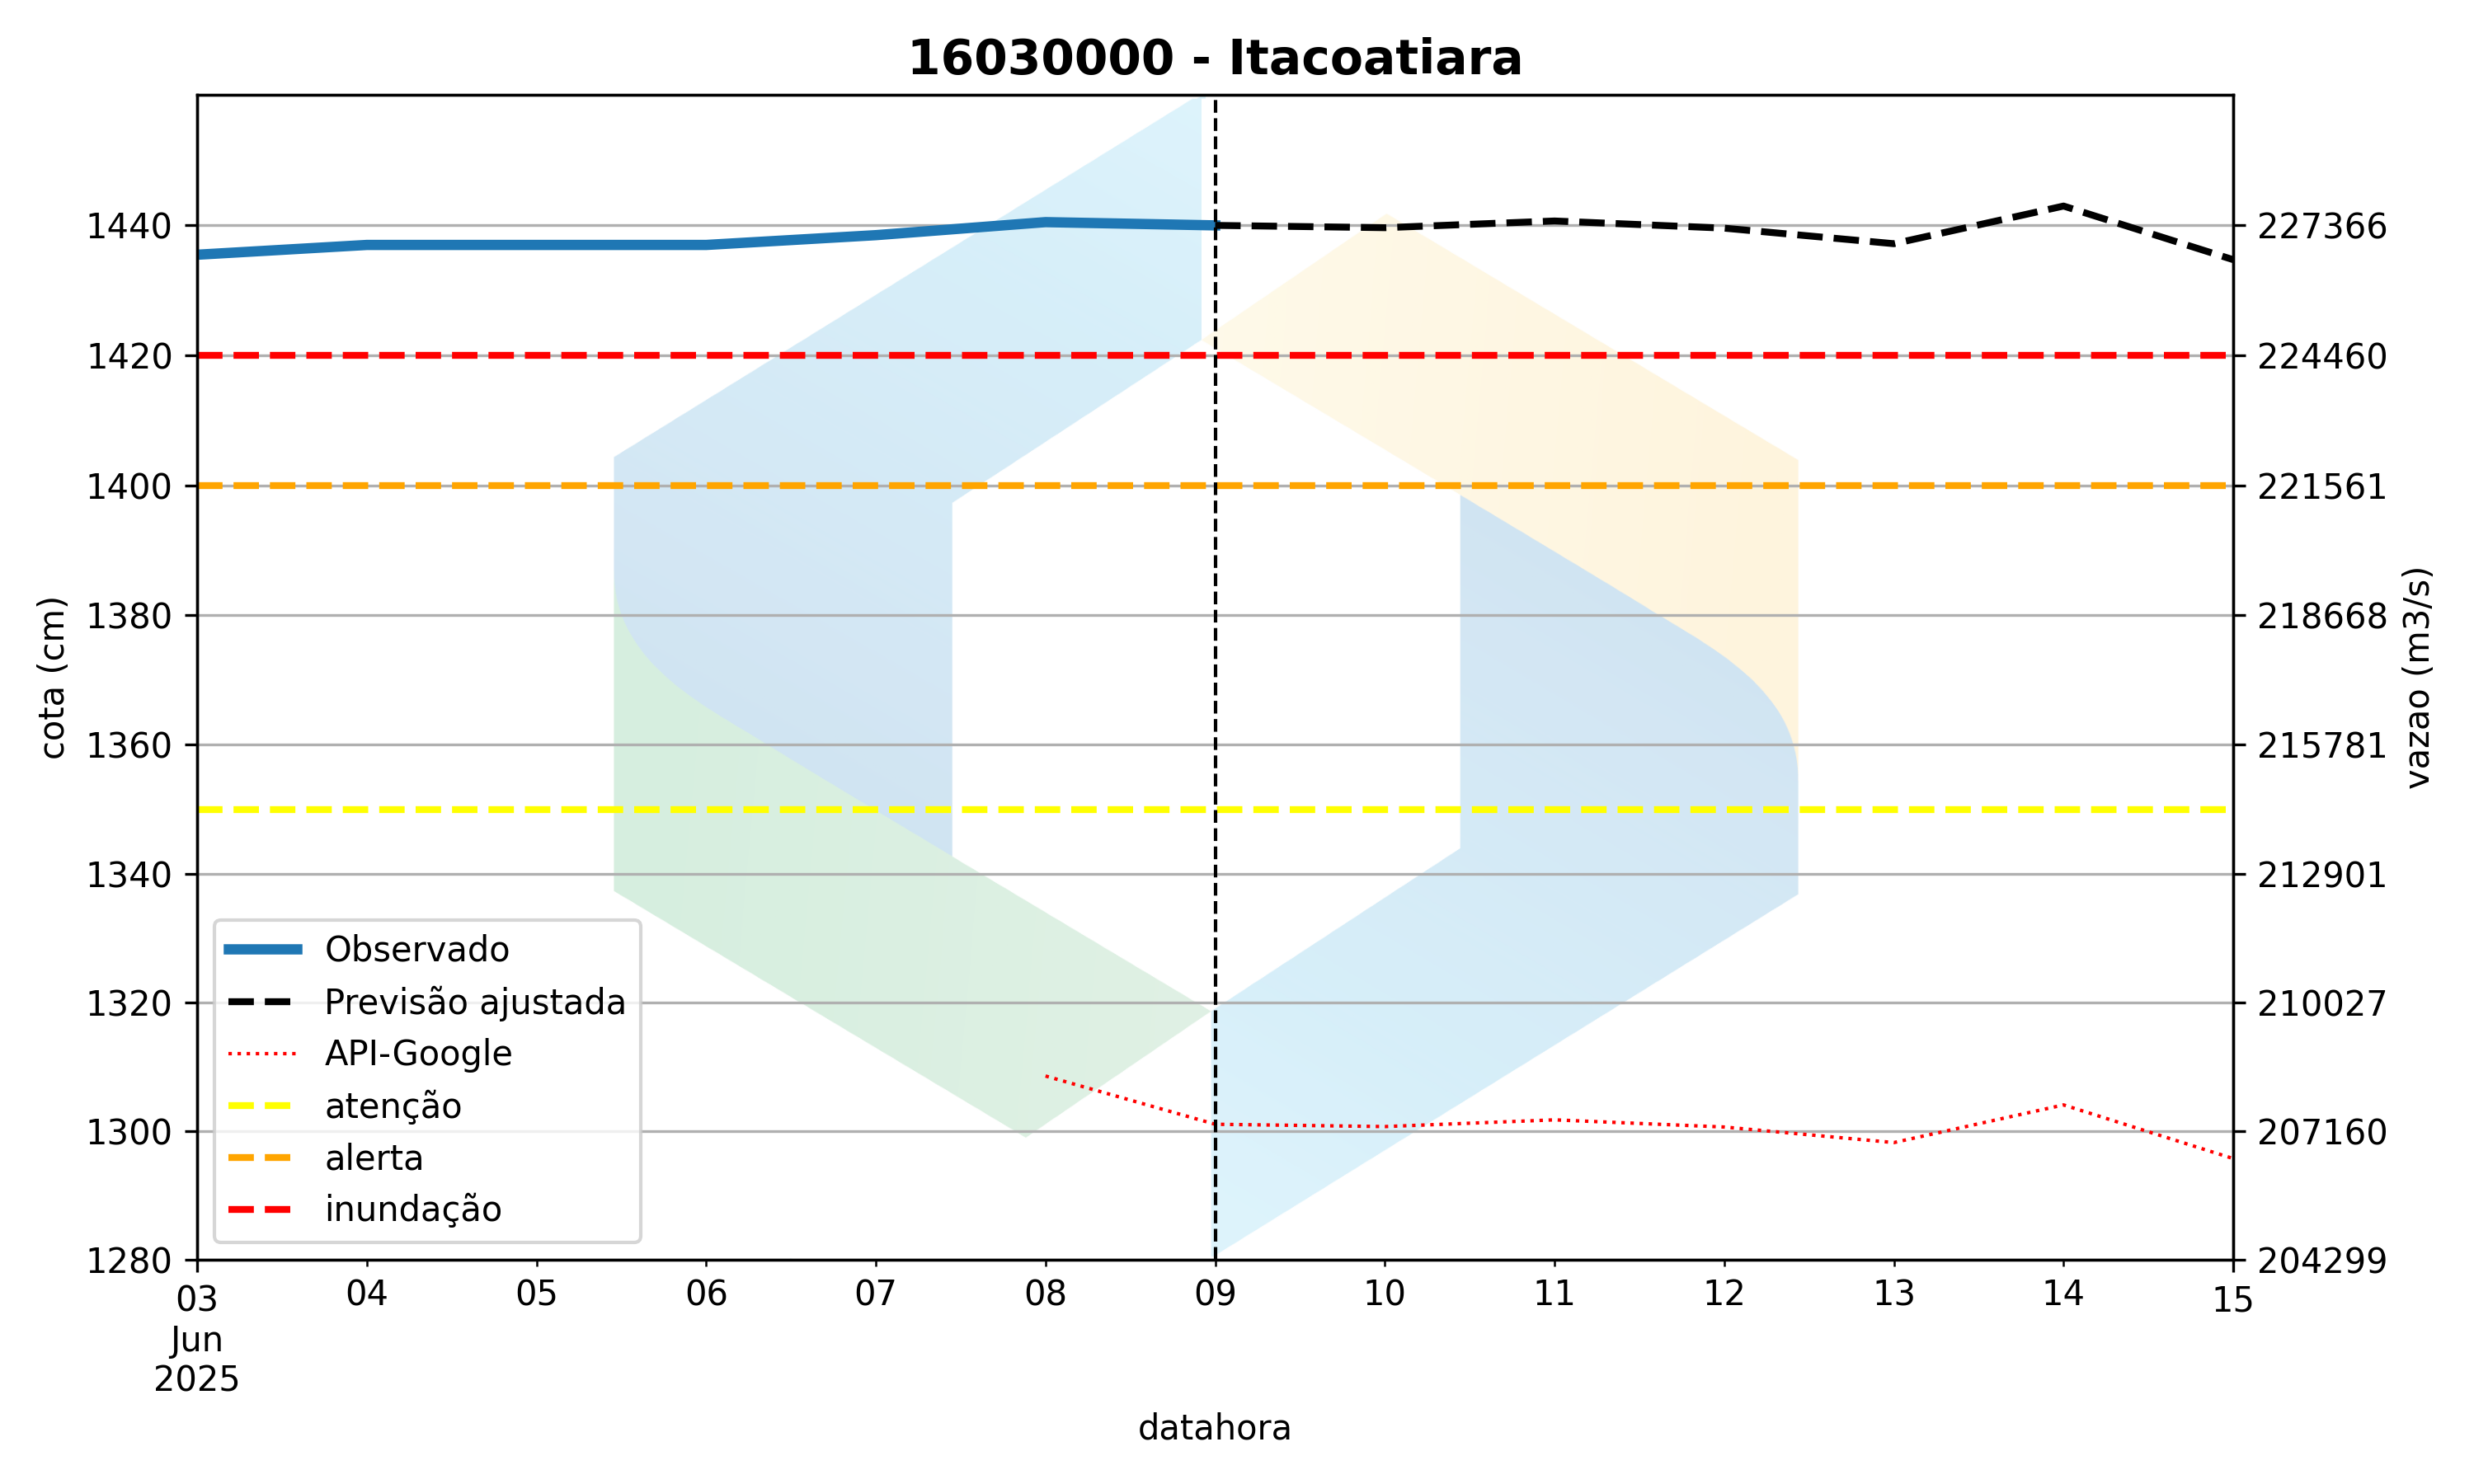 16030000 - Itacoatiara
1440
1420
1400
1380
1360
1340
1320
1300
1280
cota (cm)
227366
224460
221561
218668
215781
212901
210027
207160
204299
vazao (m3/s)
Observado
Previsão ajustada
API-Google
atenção
alerta
inundação
03 04 05 06 07 08 09 10 11 12 13 14 15
Jun
2025
datahora